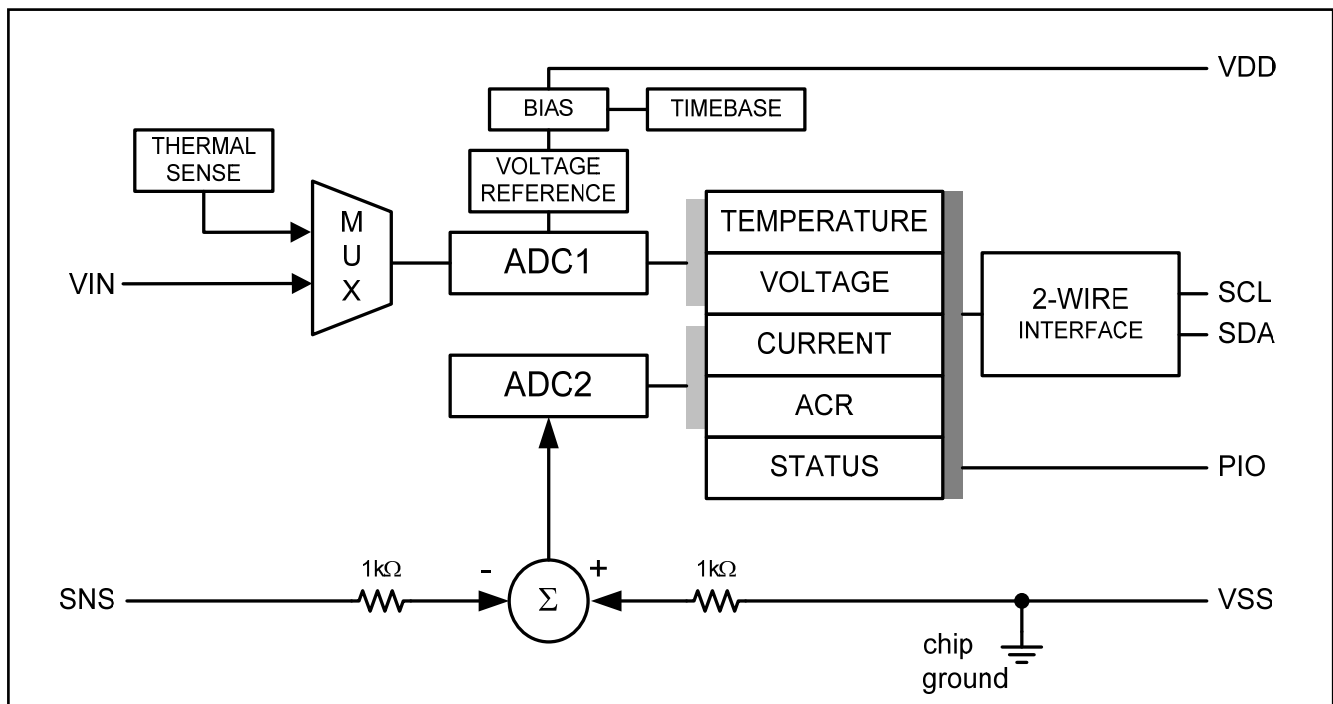 VDD
BIAS
TIMEBASE
THERMAL
SENSE
VOLTAGE
REFERENCE
M
U
X
ADC1
TEMPERATURE
VOLTAGE
VIN
2-WIRE
INTERFACE
SCL
SDA
CURRENT
ADC2
ACR
STATUS
PIO
1kΩ
-
+
1kΩ
SNS
Σ
VSS
chip
ground